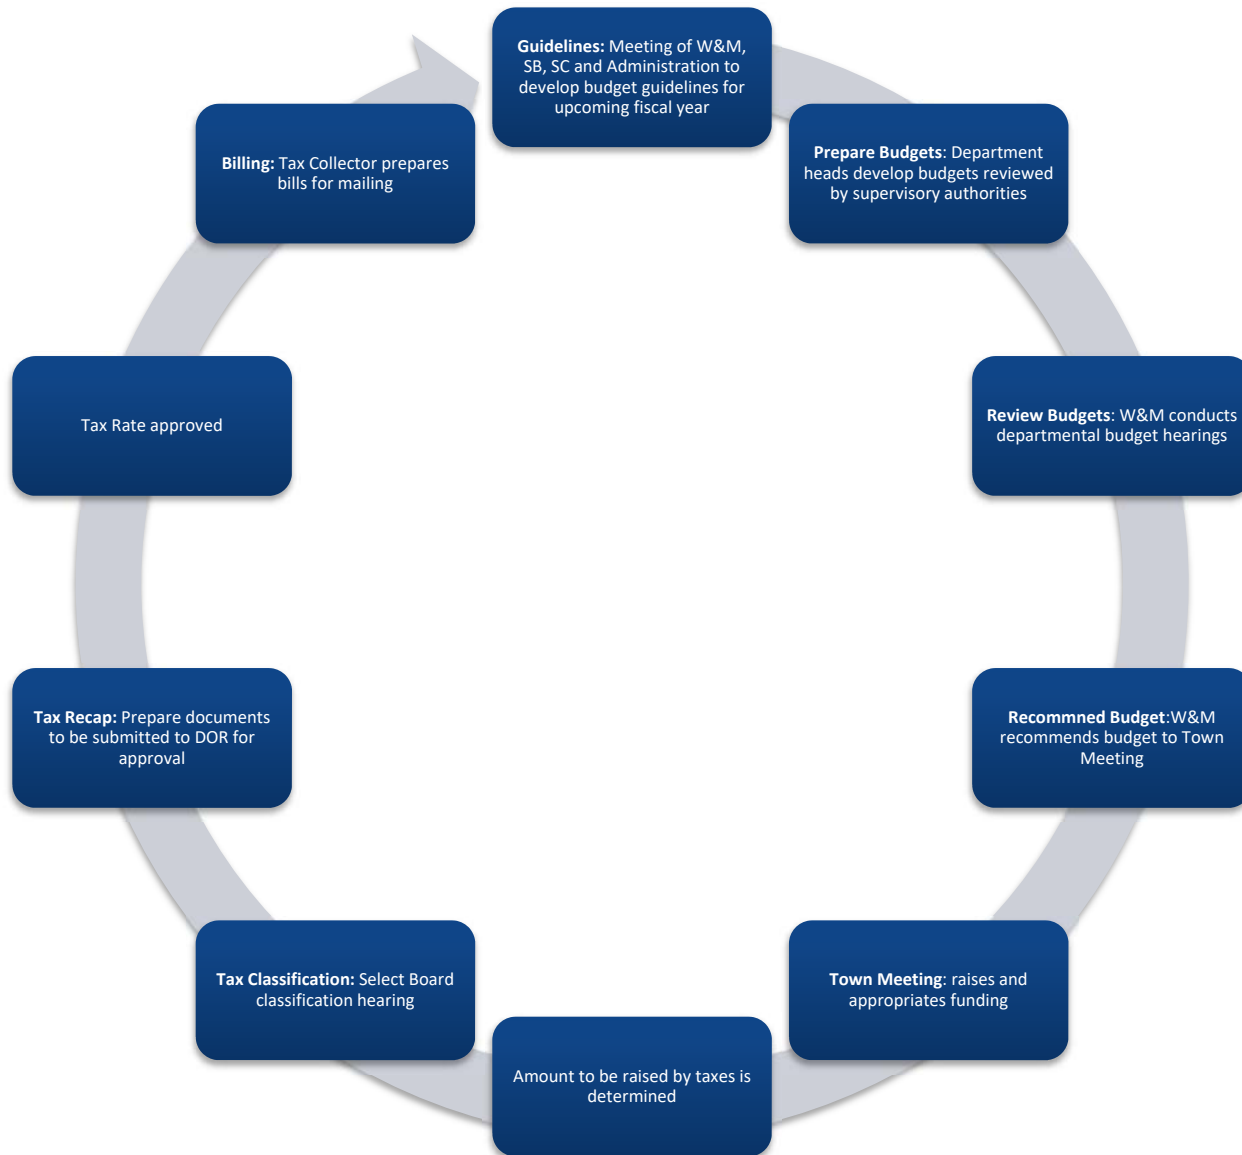 Guidelines: Meeting of W&M,
SB, SC and Administration to
develop budget guidelines for
upcoming fiscal year
Prepare Budgets: Department
heads develop budgets reviewed
by supervisory authorities
Review Budgets: W&M conducts
departmental budget hearings
Recommned Budget:W&M
recommends budget to Town
Meeting
Town Meeting: raises and
appropriates funding
Amount to be raised by taxes is
determined
Tax Classification: Select Board
classification hearing
Tax Recap: Prepare documents
to be submitted to DOR for
approval
Tax Rate approved
Billing: Tax Collector prepares
bills for mailing